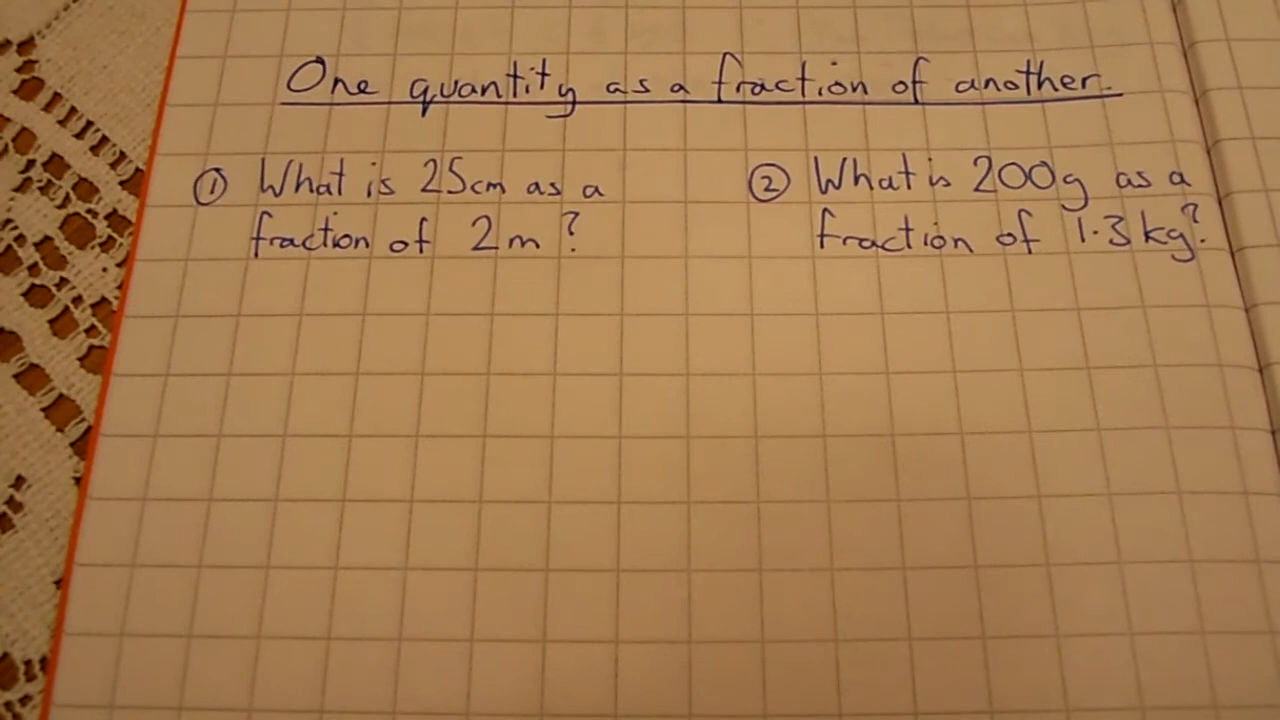 One quantity as a fraction of another.
① What is 25cm as a
fraction of 2m?
② What is 200g as a
fraction of 1.3kg?